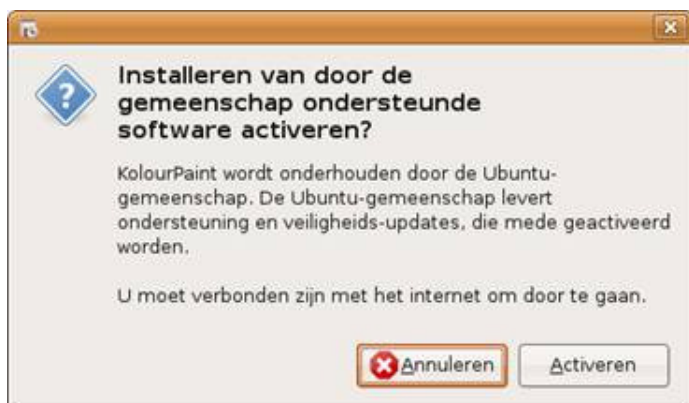 Installeren van door de
gemeenschap ondersteunde
software activeren?
KolourPaint wordt onderhouden door de Ubuntu-
gemeenschap. De Ubuntu-gemeenschap levert
ondersteuning en veiligheids-updates, die mede geactiveerd
worden.
U moet verbonden zijn met het internet om door te gaan.
Annuleren
Activeren